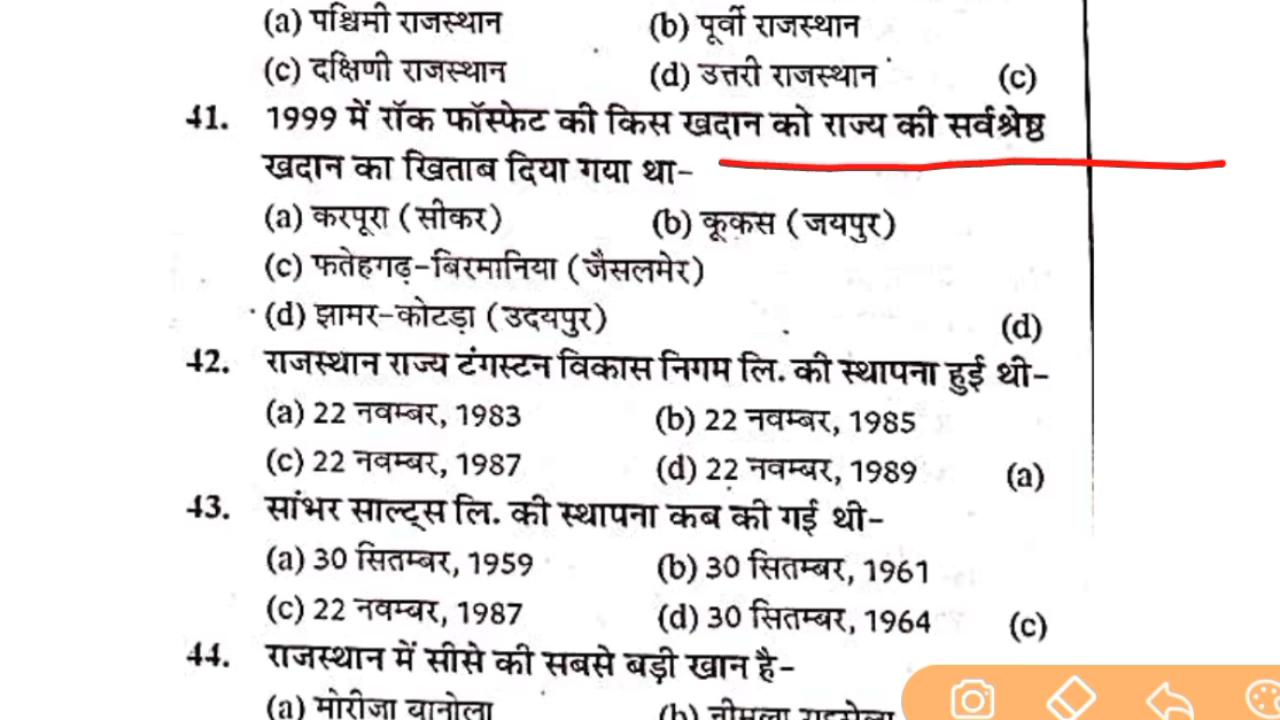 (a) पश्चिमी राजस्थान (b) पूर्वी राजस्थान
(c) दक्षिणी राजस्थान (d) उत्तरी राजस्थान (c)
41. 1999 में रॉक फॉस्फेट की किस खदान को राज्य की सर्वश्रेष्ठ
खदान का खिताब दिया गया था-
(a) करपूरा (सीकर) (b) कूकस (जयपुर)
(c) फतेहगढ़-बिरमानिया (जैसलमेर)
(d) झामर-कोटड़ा (उदयपुर) (d)
42. राजस्थान राज्य टंगस्टन विकास निगम लि. की स्थापना हुई थी-
(a) 22 नवम्बर, 1983 (b) 22 नवम्बर, 1985
(c) 22 नवम्बर, 1987 (d) 22 नवम्बर, 1989 (a)
43. सांभर साल्ट्स लि. की स्थापना कब की गई थी-
(a) 30 सितम्बर, 1959 (b) 30 सितम्बर, 1961
(c) 22 नवम्बर, 1987 (d) 30 सितम्बर, 1964 (c)
44. राजस्थान में सीसे की सबसे बड़ी खान है-
(a) मोरीजा बानोला (b)